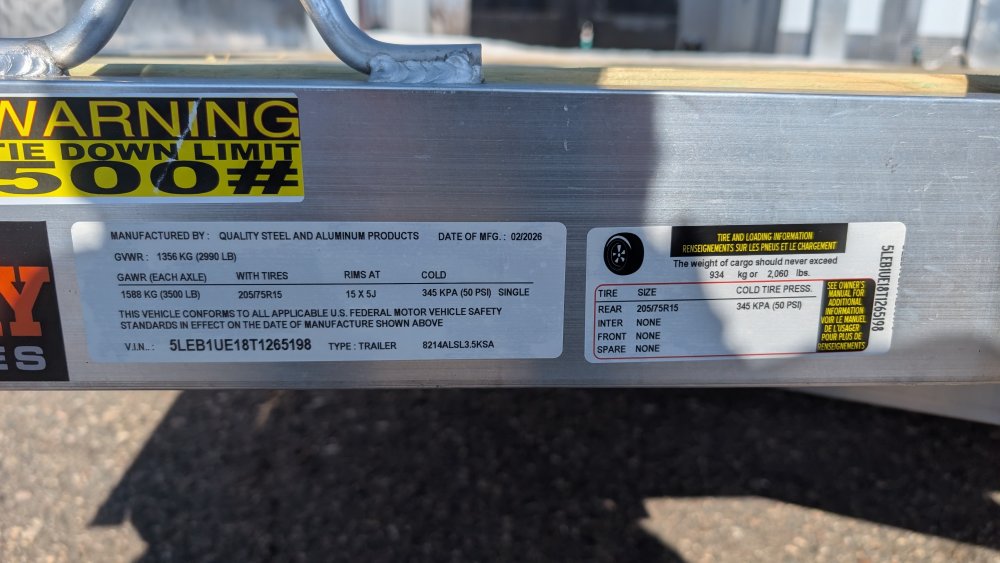 WARNING
TIE DOWN LIMIT
500#
Y
ES
MANUFACTURED BY : QUALITY STEEL AND ALUMINUM PRODUCTS DATE OF MFG. : 02/2026
GVWR : 1356 KG (2990 LB)
GAWR (EACH AXLE) WITH TIRES RIMS AT COLD
1588 KG (3500 LB) 205/75R15 15 X 5J 345 KPA (50 PSI) SINGLE
THIS VEHICLE CONFORMS TO ALL APPLICABLE U.S. FEDERAL MOTOR VEHICLE SAFETY
STANDARDS IN EFFECT ON THE DATE OF MANUFACTURE SHOWN ABOVE
V.I.N.. : 5LEB1UE18T1265198 TYPE : TRAILER 8214ALSL3.5KSA
TIRE AND LOADING INFORMATION
RENSEIGNEMENTS SUR LES PNEUS ET LE CHARGEMENT
The weight of cargo should never exceed
934 kg or 2,060 lbs.
TIRE SIZE COLD TIRE PRESS.
REAR 205/75R15 345 KPA (50 PSI)
INTER NONE
FRONT NONE
SPARE NONE
SEE OWNER'S
MANUAL FOR
ADDITIONAL
INFORMATION
VOIR LE MANUEL
DE L'USAGER
POUR PLUS DE
RENSEIGNEMENTS
5LEB1UE18T1265198